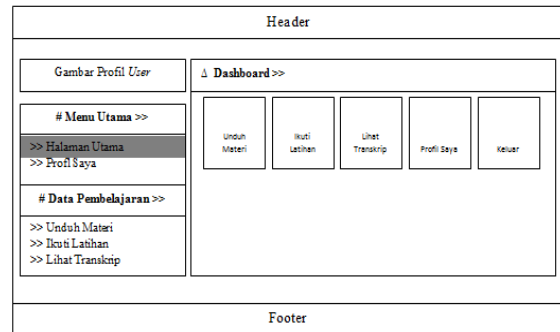 Header
Gambar Profil User
# Menu Utama >>
>> Halaman Utama
>> Profl Saya
# Data Pembelajaran >>
>> Unduh Materi
>> Ikuti Latihan
>> Lihat Transkrip
Δ Dashboard >>
Unduh
Materi
Ikuti
Latihan
Lihat
Transkrip
Profil Saya
Keluar
Footer